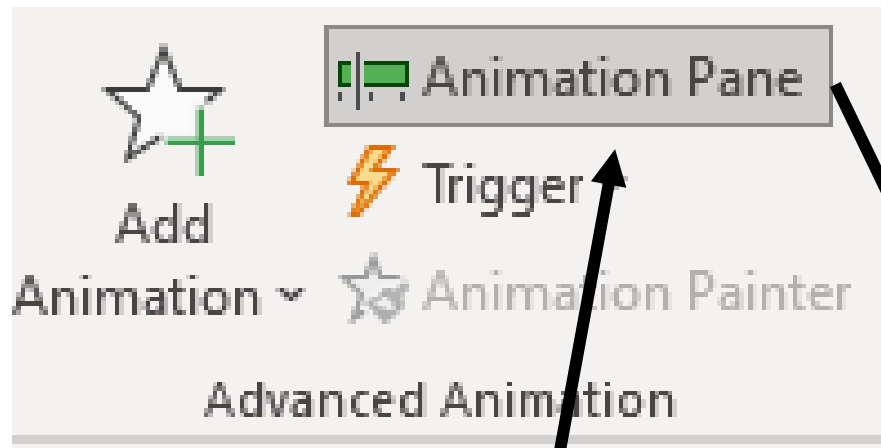 Animation Pane
Trigger
Add
Animation
Animation Painter
Advanced Animation